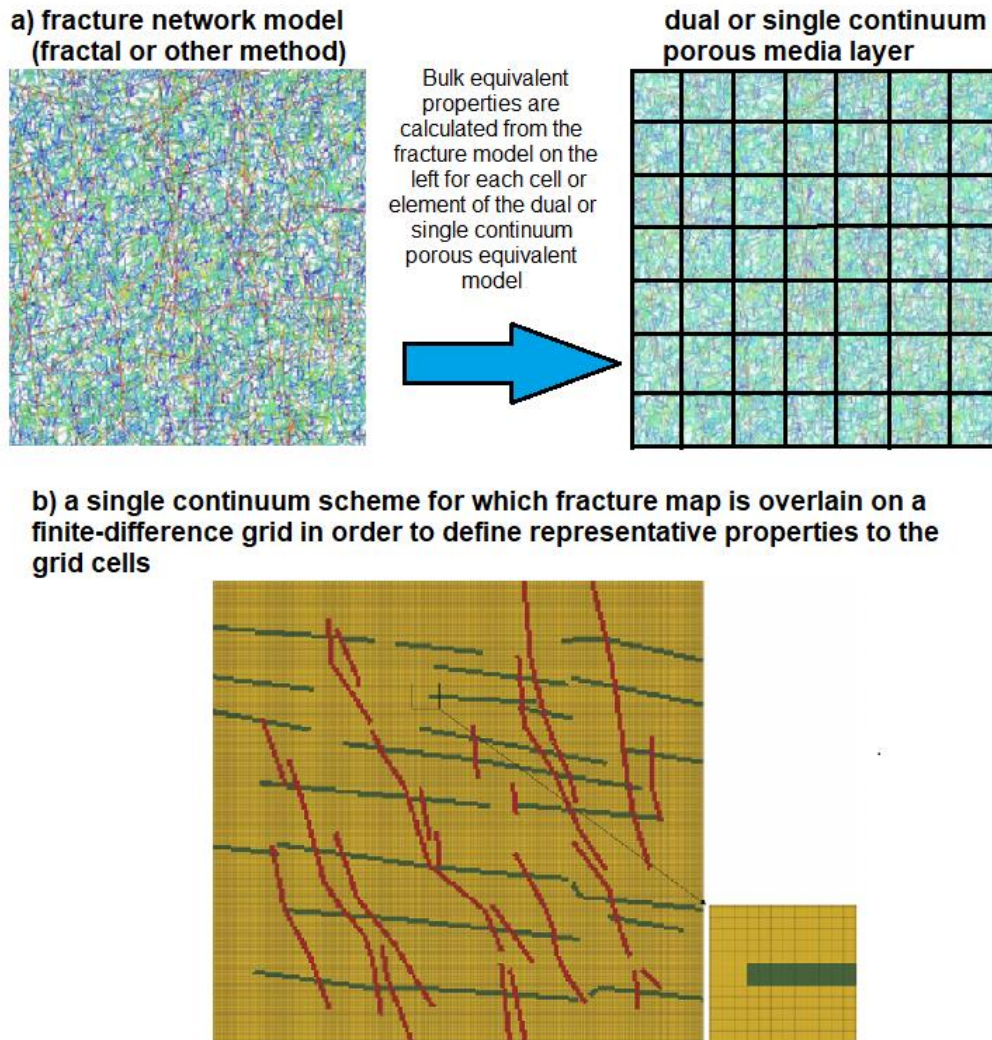 a) fracture network model
(fractal or other method)
dual or single continuum
porous media layer
Bulk equivalent
properties are
calculated from the
fracture model on the
left for each cell or
element of the dual or
single continuum
porous equivalent
model
b) a single continuum scheme for which fracture map is overlain on a
finite-difference grid in order to define representative properties to the
grid cells